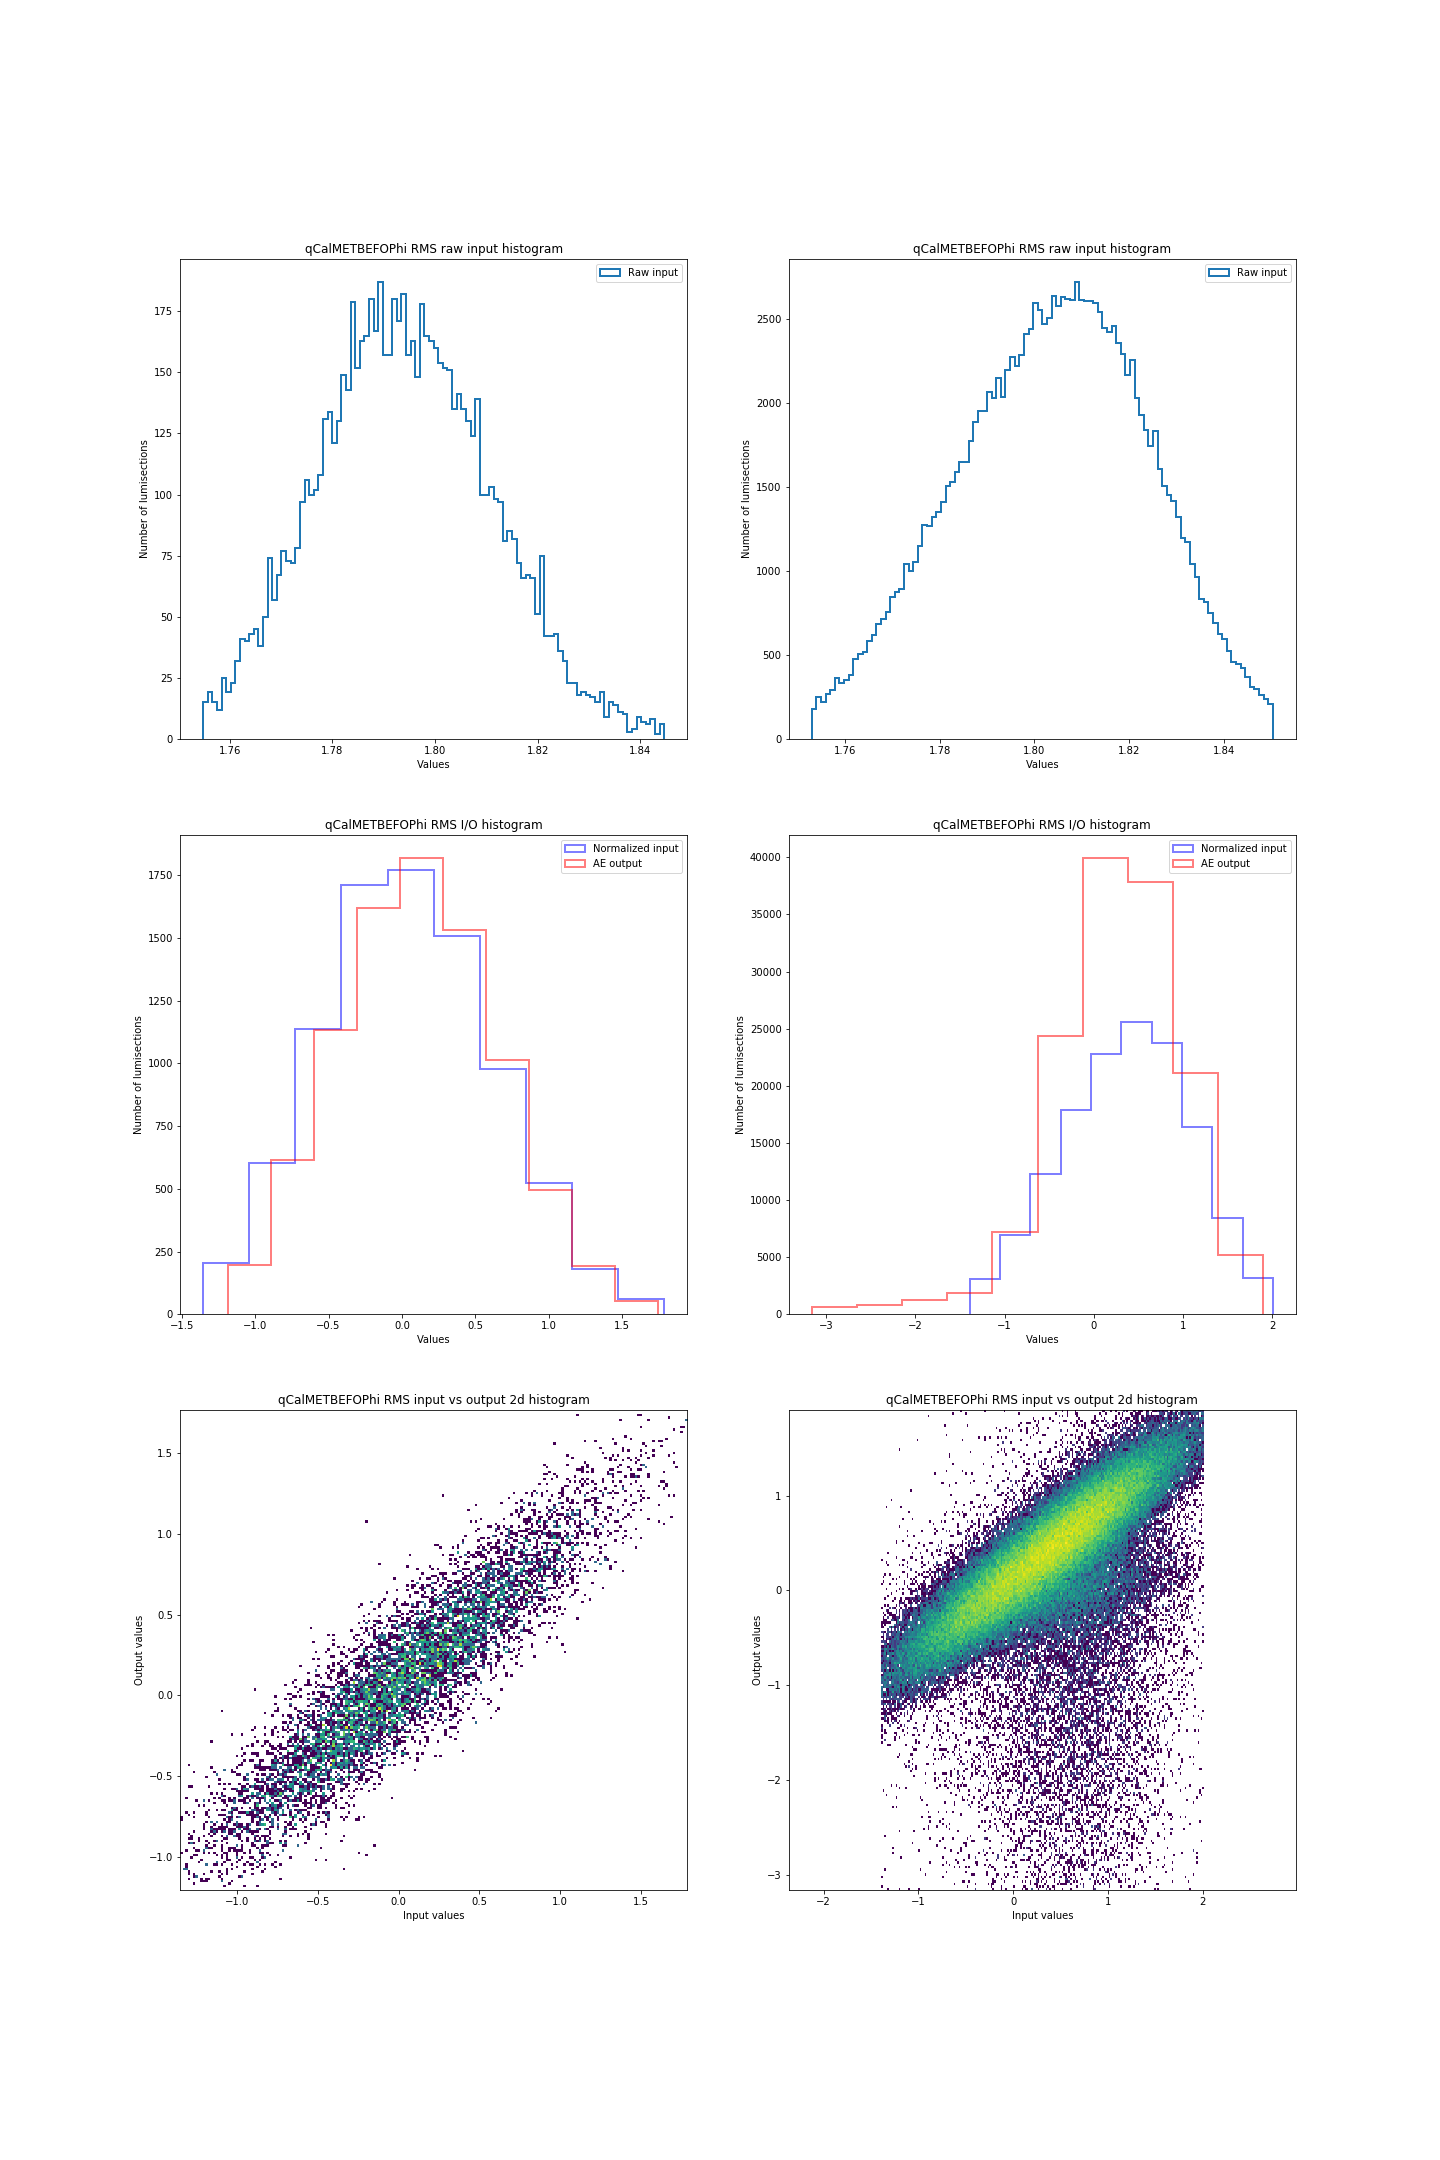 qCalMETBEFOPhi RMS raw input histogram
Raw input
Number of lumisections
175
150
125
100
75
50
25
0
1.76 1.78 1.80 1.82 1.84
Values
qCalMETBEFOPhi RMS raw input histogram
Raw input
Number of lumisections
2500
2000
1500
1000
500
0
1.76 1.78 1.80 1.82 1.84
Values
qCalMETBEFOPhi RMS I/O histogram
Normalized input
AE output
Number of lumisections
1750
1500
1250
1000
750
500
250
0
−1.5 −1.0 −0.5 0.0 0.5 1.0 1.5
Values
qCalMETBEFOPhi RMS I/O histogram
Normalized input
AE output
Number of lumisections
40000
35000
30000
25000
20000
15000
10000
5000
0
−3 −2 −1 0 1 2
Values
qCalMETBEFOPhi RMS input vs output 2d histogram
Output values
1.5
1.0
0.5
0.0
−0.5
−1.0
−1.0 −0.5 0.0 0.5 1.0 1.5
Input values
qCalMETBEFOPhi RMS input vs output 2d histogram
Output values
1
0
−1
−2
−3
−2 −1 0 1 2
Input values